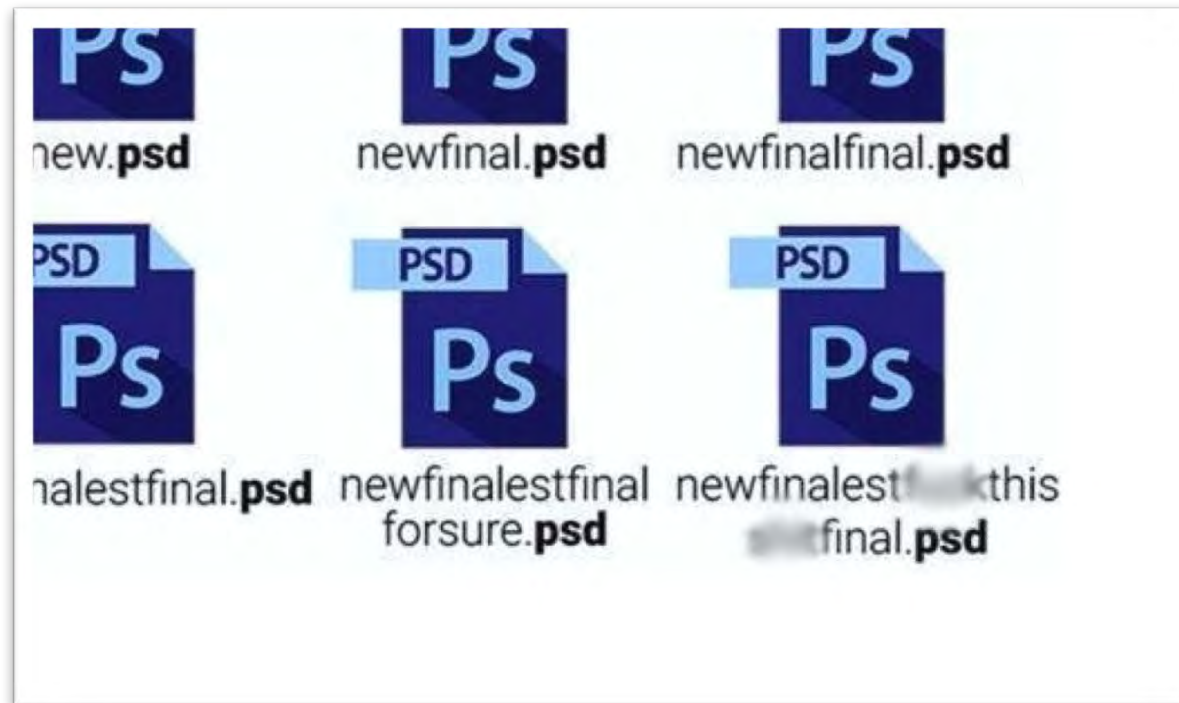 Ps Ps Ps
new.psd newfinal.psd newfinalfinal.psd
PSD PSD PSD
Ps Ps Ps
nalestfinal.psd newfinalestfinal newfinalest this
forsure.psd final.psd